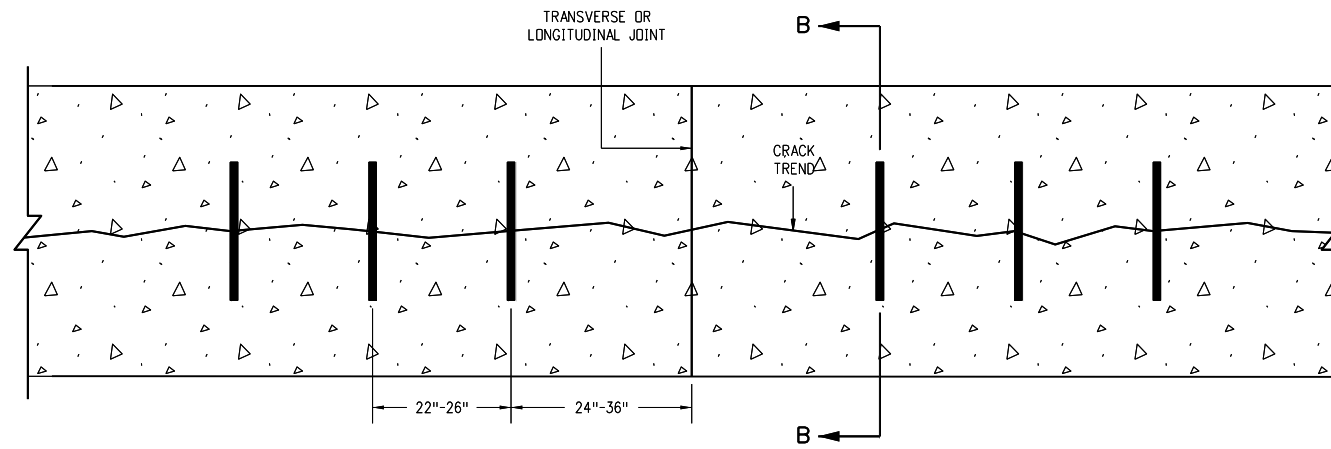 TRANSVERSE OR
LONGITUDINAL JOINT
B
CRACK
TREND
22"-26"
24"-36"
B